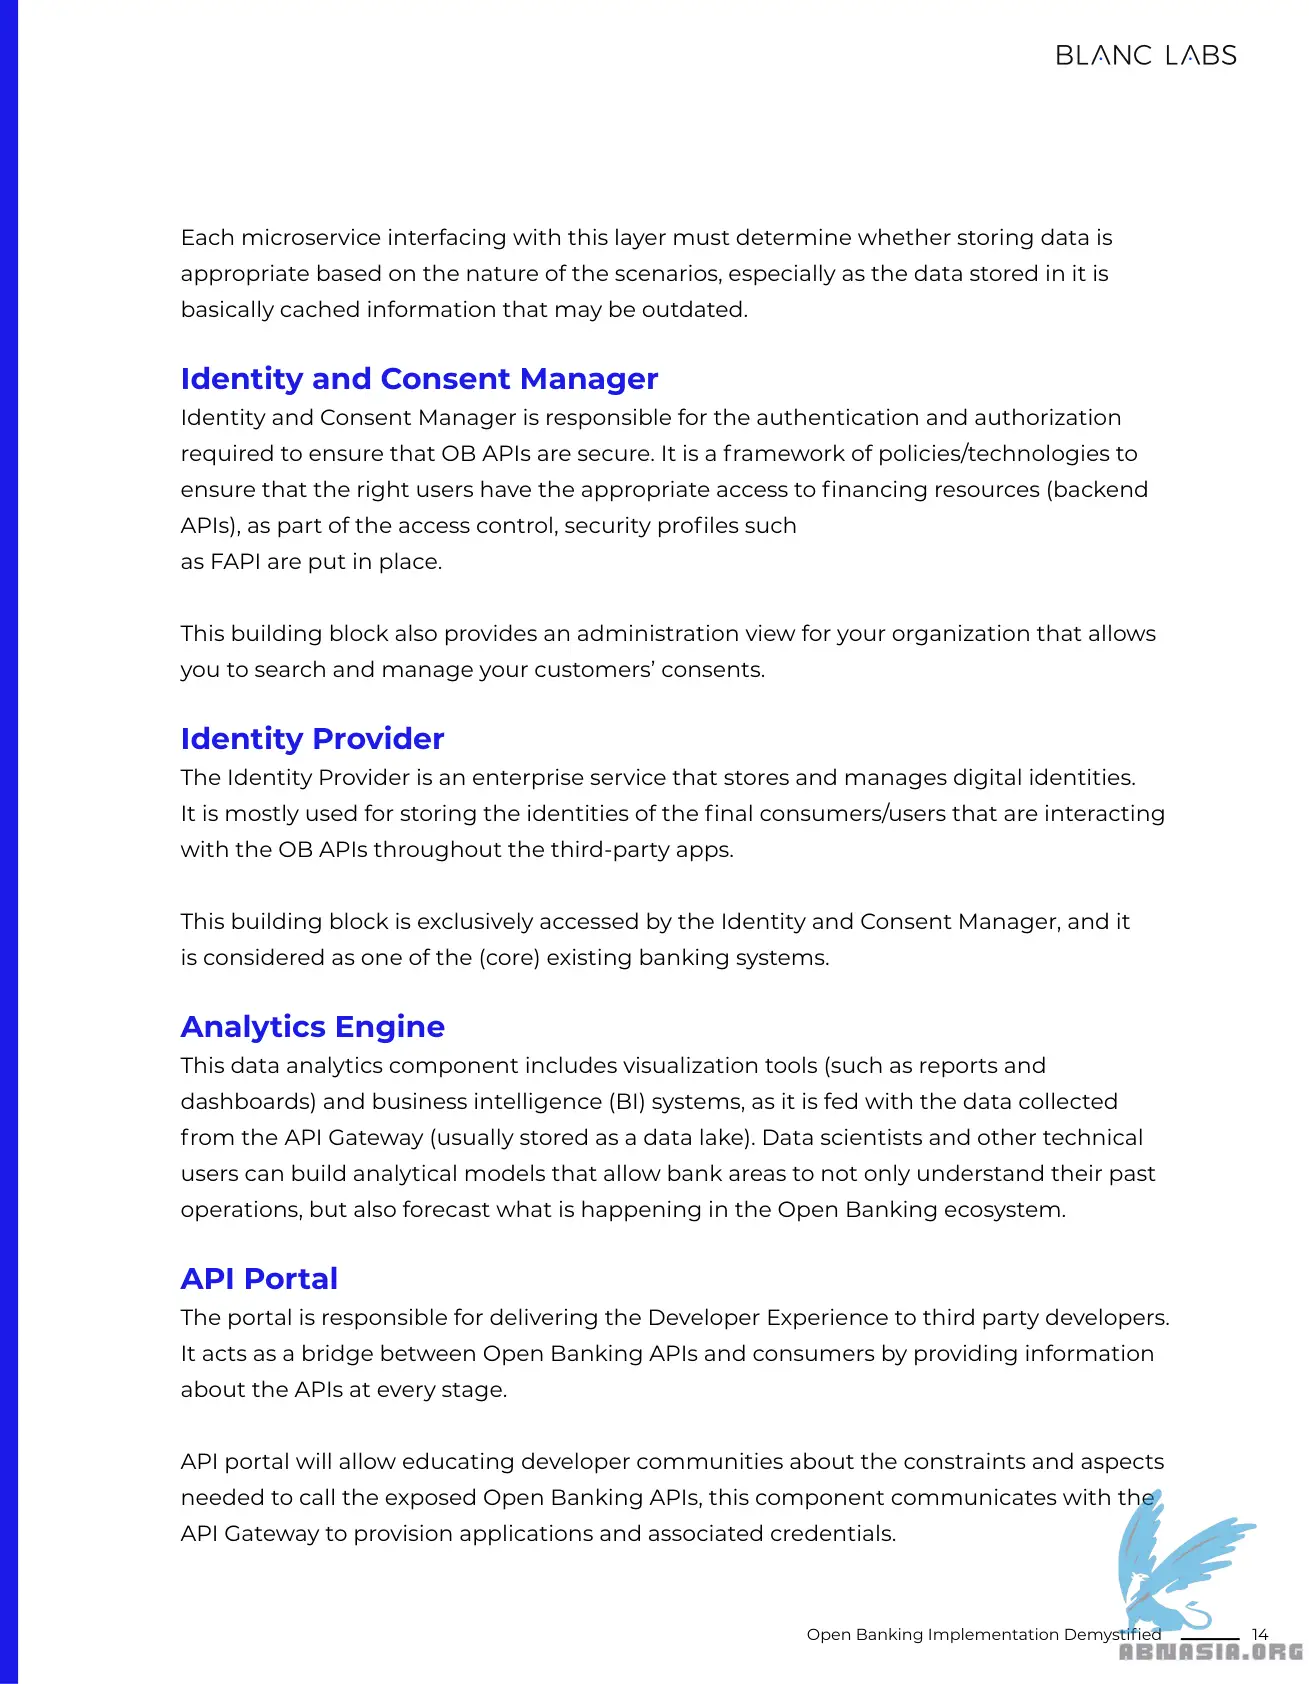 BLANC LABS
Each microservice interfacing with this layer must determine whether storing data is
appropriate based on the nature of the scenarios, especially as the data stored in it is
basically cached information that may be outdated.
Identity and Consent Manager
Identity and Consent Manager is responsible for the authentication and authorization
required to ensure that OB APIs are secure. It is a framework of policies/technologies to
ensure that the right users have the appropriate access to financing resources (backend
APIs), as part of the access control, security profiles such
as FAPI are put in place.
This building block also provides an administration view for your organization that allows
you to search and manage your customers’ consents.
Identity Provider
The Identity Provider is an enterprise service that stores and manages digital identities.
It is mostly used for storing the identities of the final consumers/users that are interacting
with the OB APIs throughout the third-party apps.
This building block is exclusively accessed by the Identity and Consent Manager, and it
is considered as one of the (core) existing banking systems.
Analytics Engine
This data analytics component includes visualization tools (such as reports and
dashboards) and business intelligence (BI) systems, as it is fed with the data collected
from the API Gateway (usually stored as a data lake). Data scientists and other technical
users can build analytical models that allow bank areas to not only understand their past
operations, but also forecast what is happening in the Open Banking ecosystem.
API Portal
The portal is responsible for delivering the Developer Experience to third party developers.
It acts as a bridge between Open Banking APIs and consumers by providing information
about the APIs at every stage.
API portal will allow educating developer communities about the constraints and aspects
needed to call the exposed Open Banking APIs, this component communicates with the
API Gateway to provision applications and associated credentials.
Open Banking Implementation Demystified 14
ABNASIA.ORG